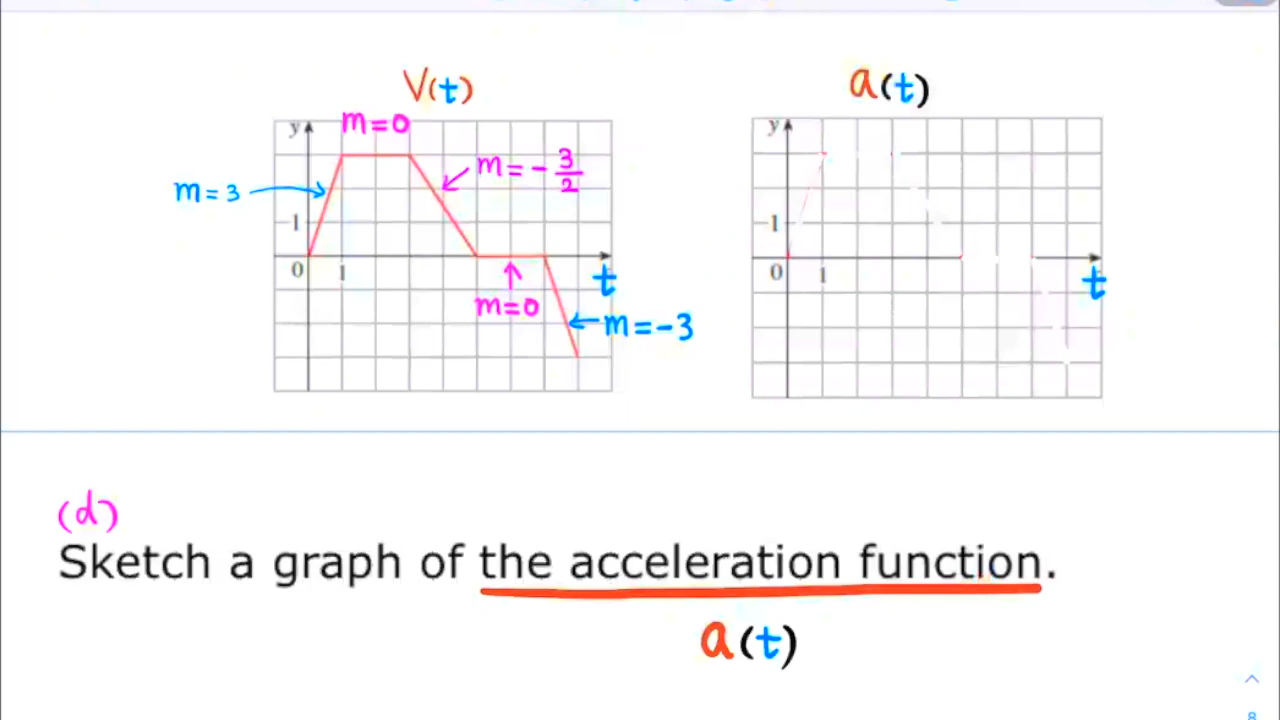 V(t)
a(t)
y
m=0
m=-3/2
m=3
1
0
1
t
m=0
m=-3
y
1
0
1
t
(d)
Sketch a graph of the acceleration function.
a(t)